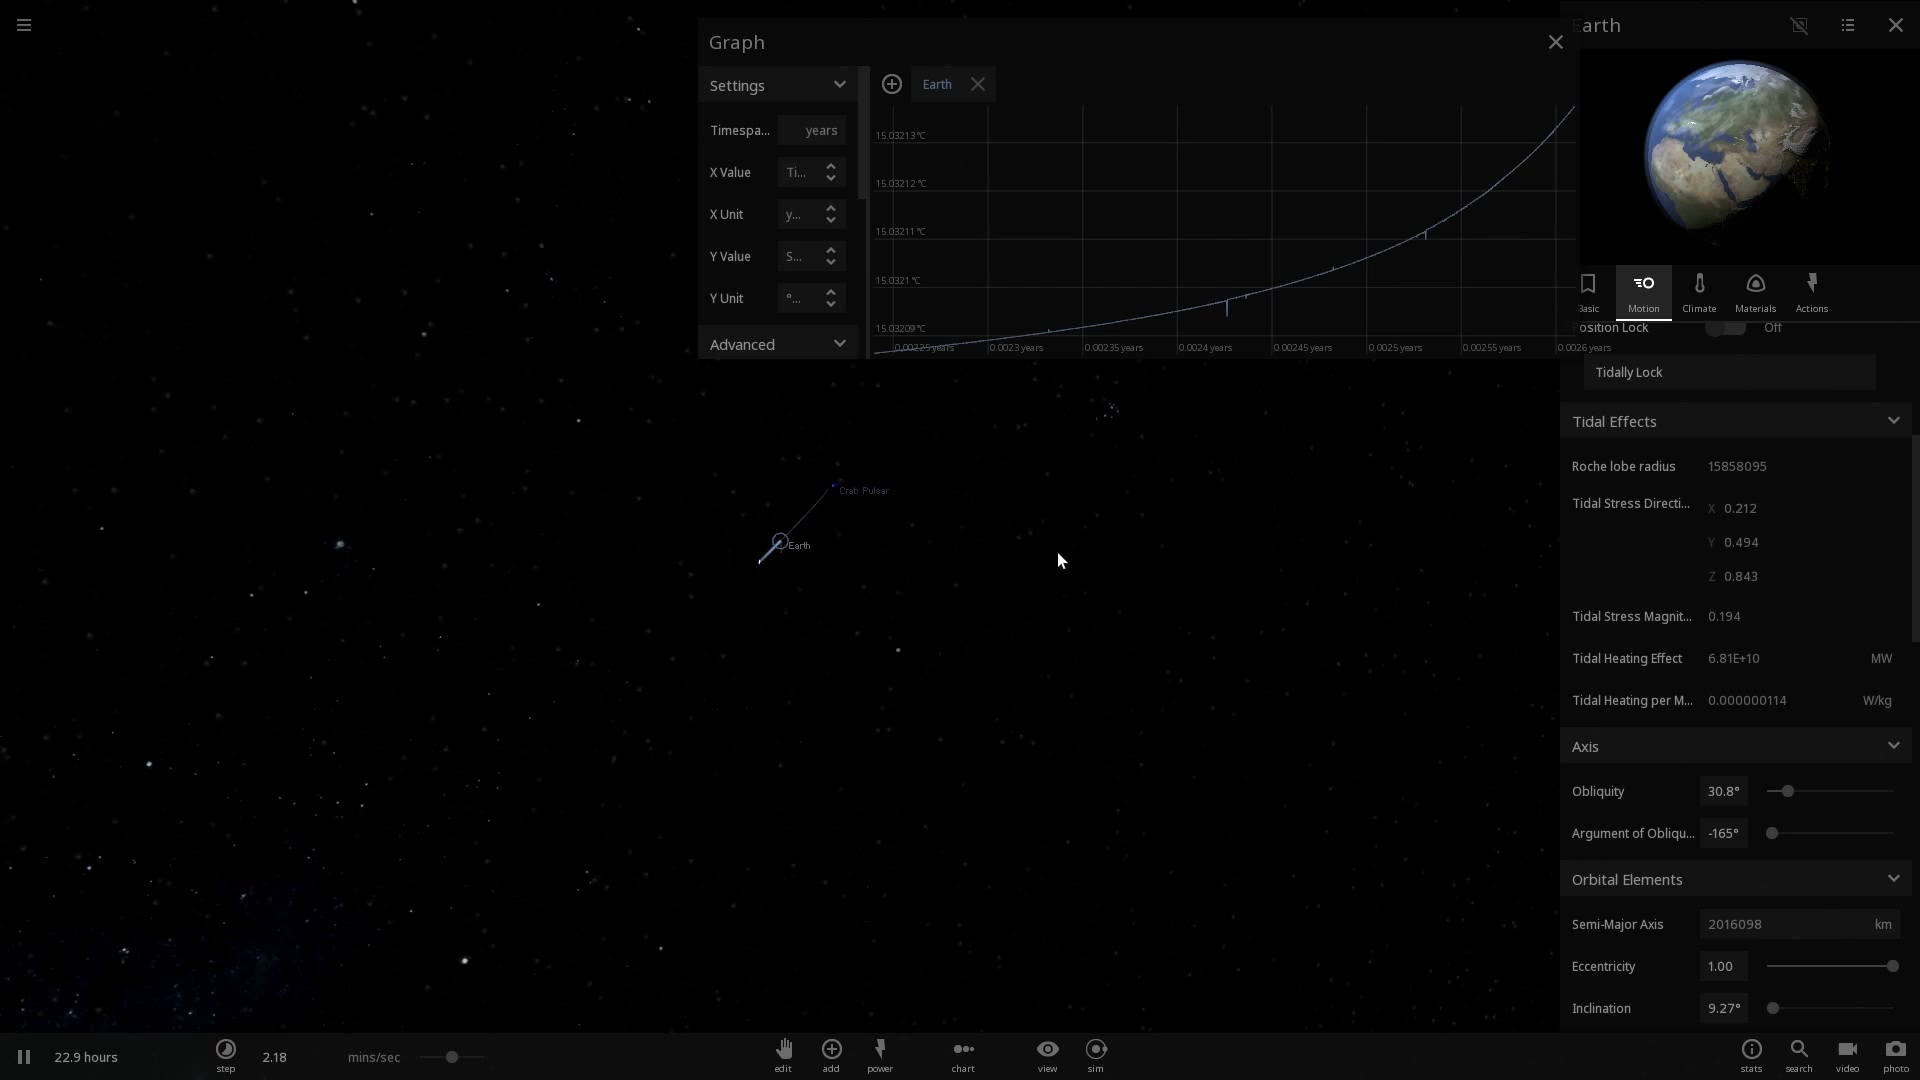 Graph
Settings
Timespa... years
X Value Ti...
X Unit y...
Y Value S...
Y Unit °...
Advanced
Earth
15.03213°C
15.03212°C
15.03211°C
15.0321°C
15.03209°C
0.00225 years 0.0023 years 0.00235 years 0.0024 years 0.00245 years 0.0025 years 0.00255 years 0.0026 years
Crab Pulsar
Earth
Earth
Basic Motion Climate Materials Actions
Position Lock Off
Tidally Lock
Tidal Effects
Roche lobe radius 15858095
Tidal Stress Directi... X 0.212
Y 0.494
Z 0.843
Tidal Stress Magnit... 0.194
Tidal Heating Effect 6.81E+10 MW
Tidal Heating per M... 0.000000114 W/kg
Axis
Obliquity 30.8°
Argument of Obliqu... -165°
Orbital Elements
Semi-Major Axis 2016098 km
Eccentricity 1.00
Inclination 9.27°
22.9 hours step 2.18 mins/sec edit add power chart view sim stats search video photo